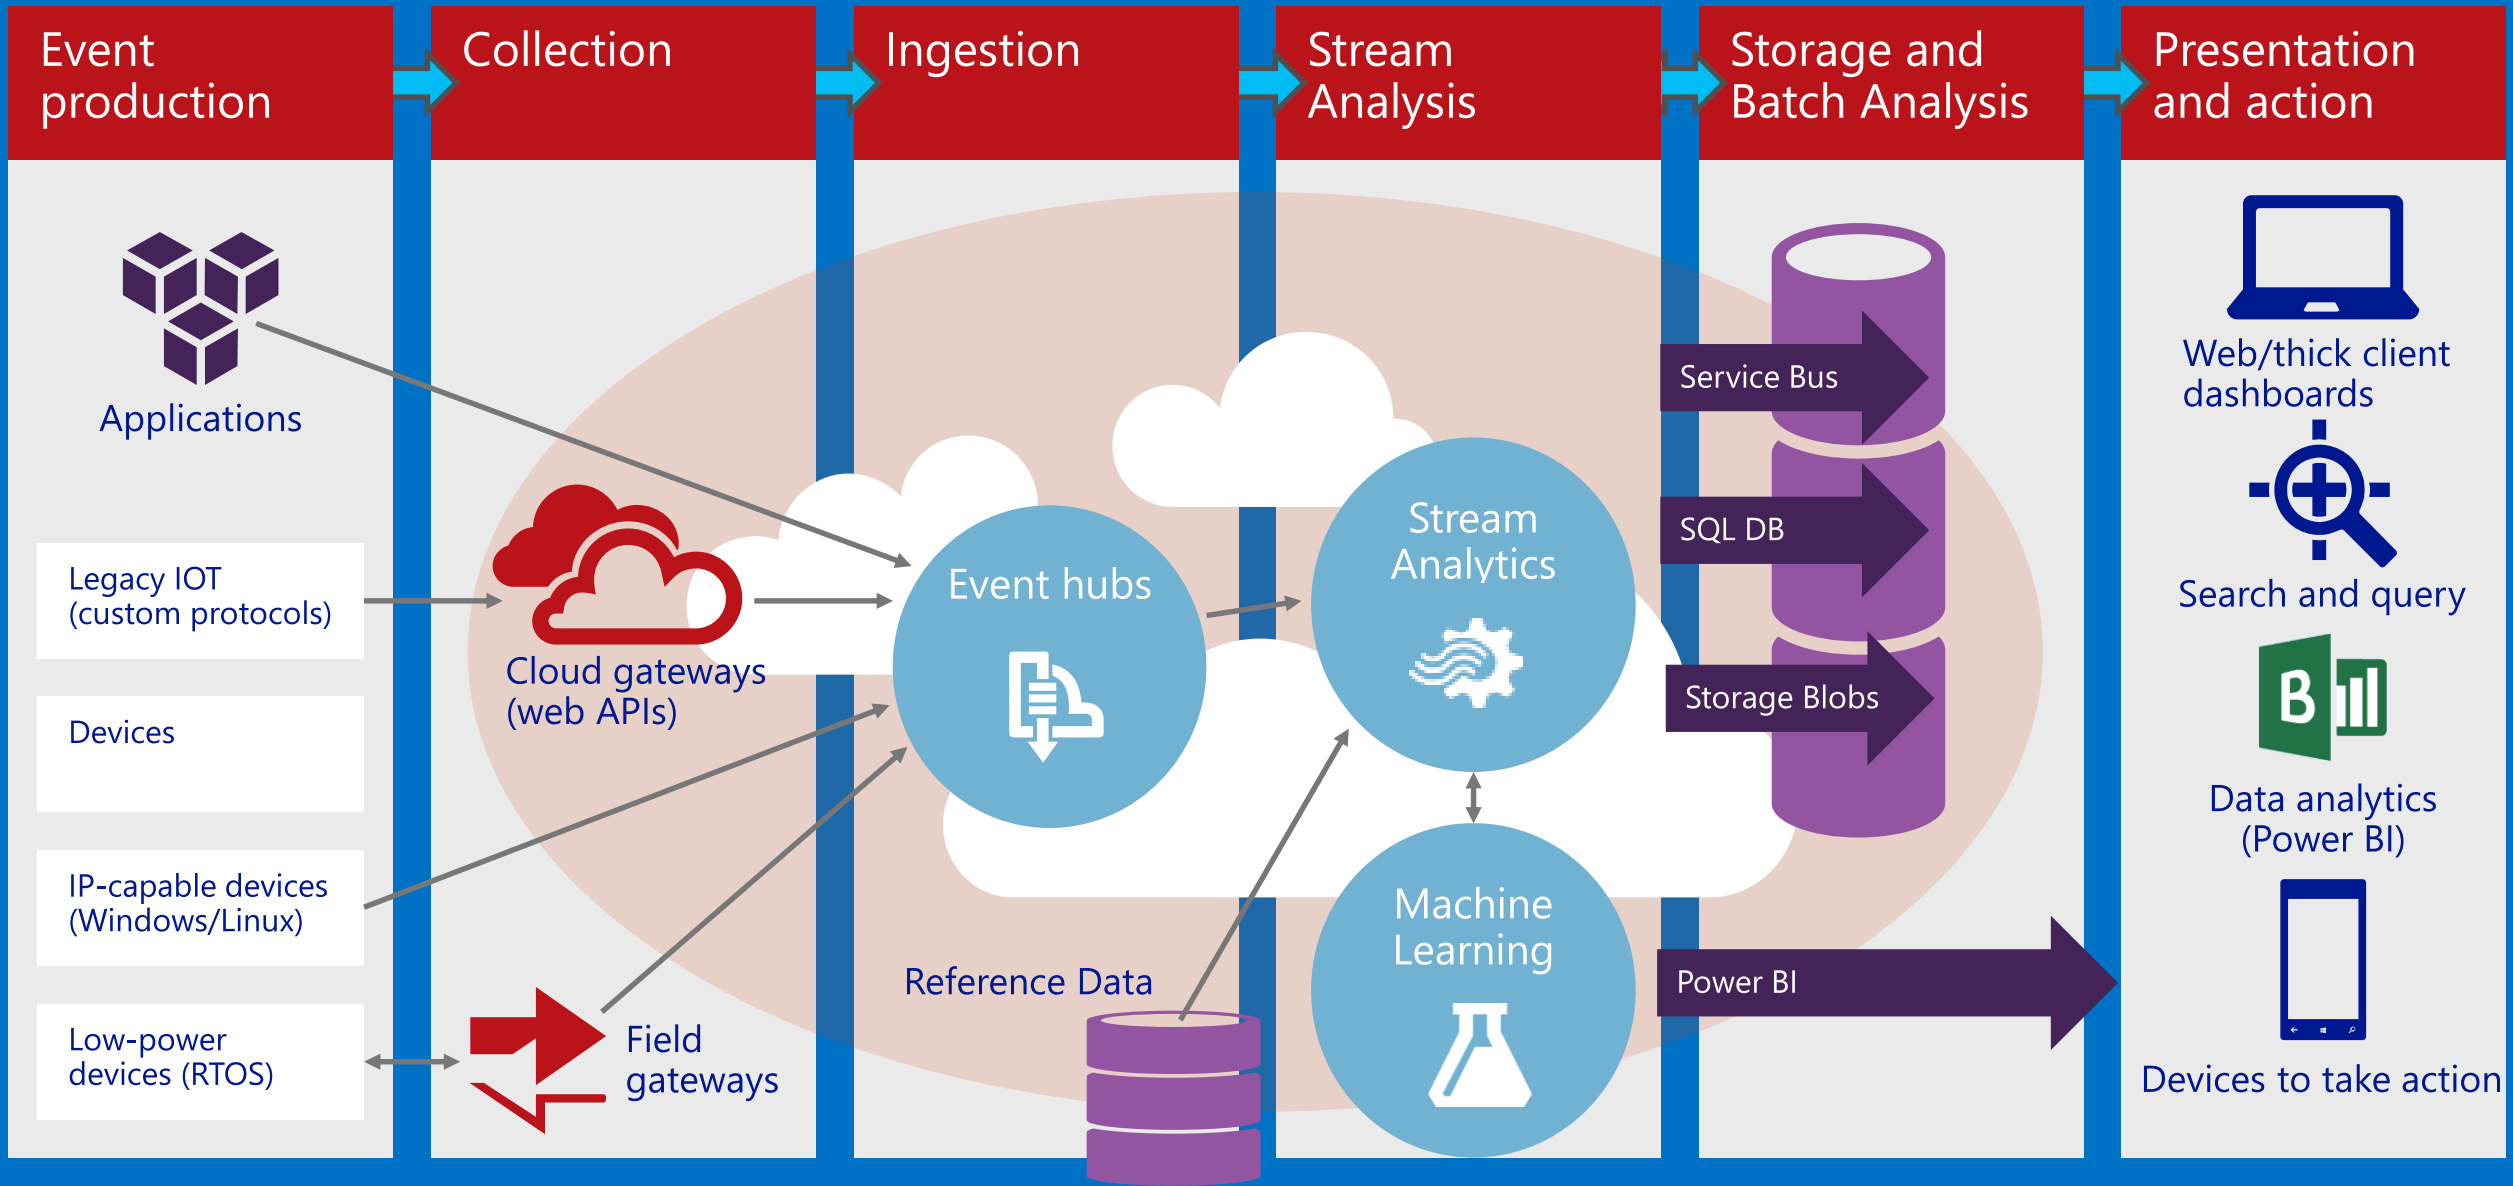 Event
production
Collection
Ingestion
Stream
Analysis
Storage and
Batch Analysis
Presentation
and action
Applications
Legacy IOT
(custom protocols)
Devices
IP-capable devices
(Windows/Linux)
Low-power
devices (RTOS)
Cloud gateways
(web APIs)
Field
gateways
Event hubs
Reference Data
Stream
Analytics
Machine
Learning
Service Bus
SQL DB
Storage Blobs
Power BI
Web/thick client
dashboards
Search and query
B
Data analytics
(Power BI)
Devices to take action